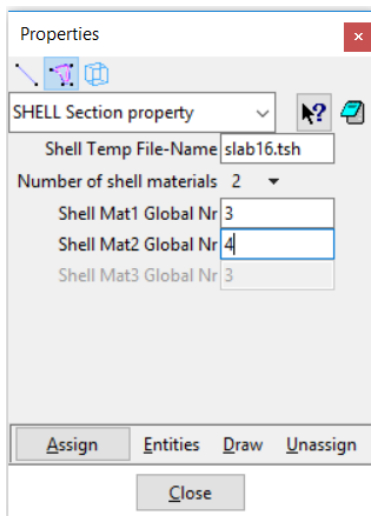 Properties
SHELL Section property
Shell Temp File-Name slab16.tsh
Number of shell materials 2
Shell Mat1 Global Nr 3
Shell Mat2 Global Nr 4
Shell Mat3 Global Nr 3
Assign Entities Draw Unassign
Close